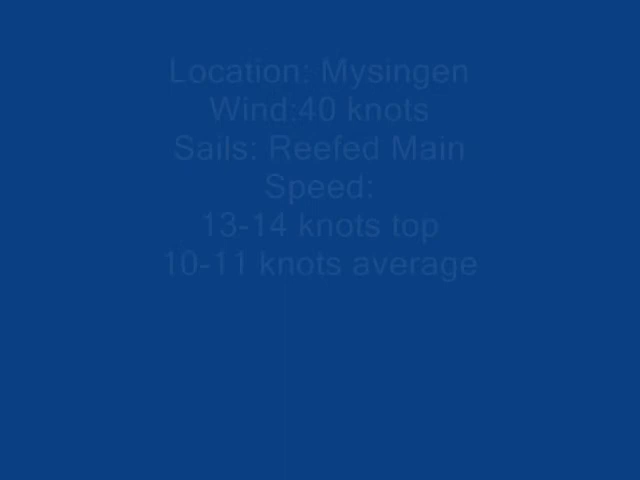 Location: Mysingen
Wind:40 knots
Sails: Reefed Main
Speed:
13-14 knots top
10-11 knots average